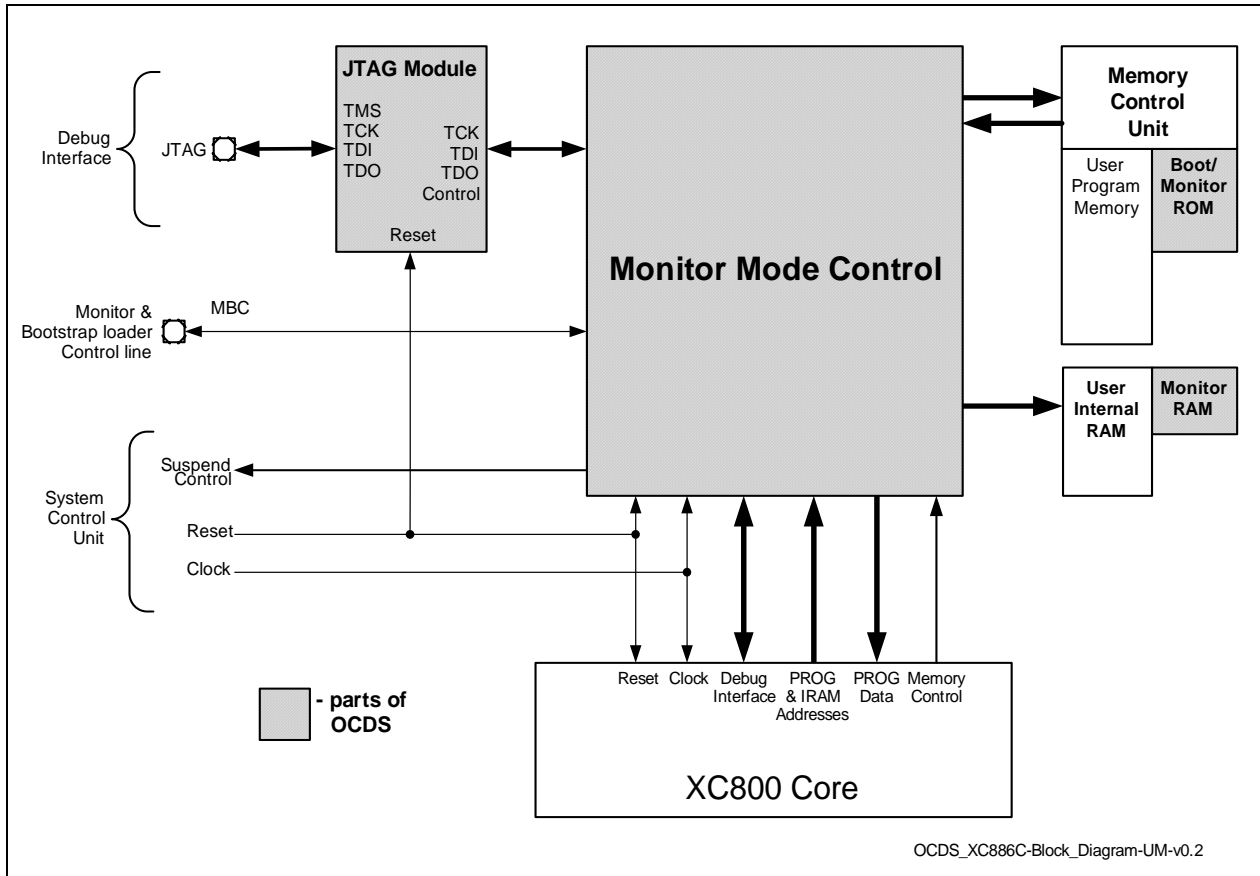 JTAG Module
TMS
TCK
TDI
TDO
TCK
TDI
TDO
Control
Reset
Debug
Interface
JTAG
Monitor Mode Control
Memory
Control
Unit
User
Program
Memory
Boot/
Monitor
ROM
Monitor &
Bootstrap loader
Control line
MBC
User
Internal
RAM
Monitor
RAM
System
Control
Unit
Suspend
Control
Reset
Clock
Reset
Clock
Debug
Interface
PROG
& IRAM
Addresses
PROG
Data
Memory
Control
XC800 Core
- parts of
OCDS
OCDS_XC886C-Block_Diagram-UM-v0.2